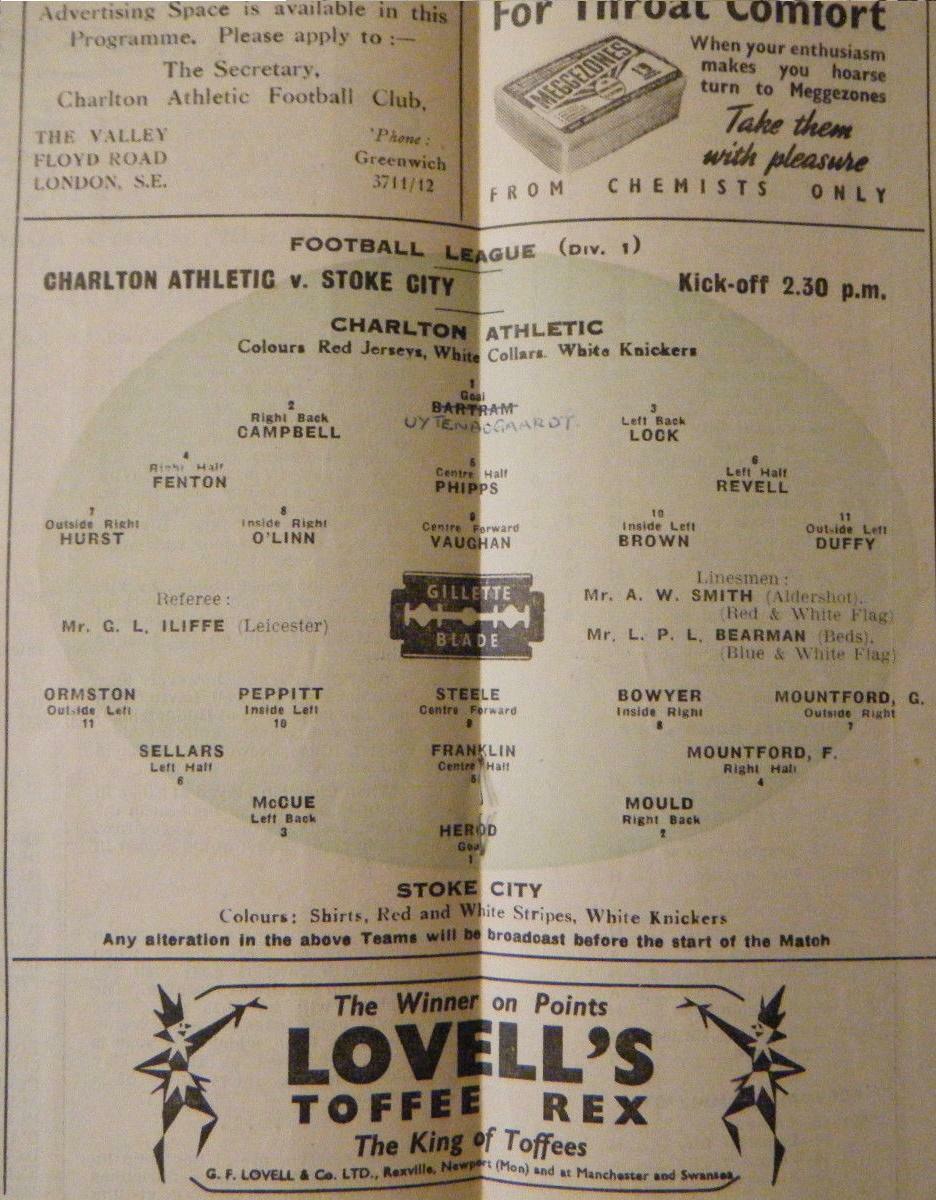 Advertising Space is available in this
Programme. Please apply to :—
The Secretary,
Charlton Athletic Football Club,
THE VALLEY 'Phone :
FLOYD ROAD Greenwich
LONDON, S.E. 3711/12
For Throat Comfort
MEGGEZONES
When your enthusiasm
makes you hoarse
turn to Meggezones
Take them
with pleasure
FROM CHEMISTS ONLY
FOOTBALL LEAGUE (DIV. 1)
CHARLTON ATHLETIC v. STOKE CITY Kick-off 2.30 p.m.
CHARLTON ATHLETIC
Colours Red Jerseys, White Collars. White Knickers
1
Goal
BARTRAM
UYTENBOGAARDT
2
Right Back
CAMPBELL
3
Left Back
LOCK
4
Right Half
FENTON
5
Centre Half
PHIPPS
6
Left Half
REVELL
7
Outside Right
HURST
8
Inside Right
O'LINN
9
Centre Forward
VAUGHAN
10
Inside Left
BROWN
11
Outside Left
DUFFY
Referee :
Mr. G. L. ILIFFE (Leicester)
GILLETTE
BLADE
Linesmen :
Mr. A. W. SMITH (Aldershot).
(Red & White Flag)
Mr. L. P. L. BEARMAN (Beds).
(Blue & White Flag)
ORMSTON
Outside Left
11
PEPPITT
Inside Left
10
STEELE
Centre Forward
9
BOWYER
Inside Right
8
MOUNTFORD, G.
Outside Right
7
SELLARS
Left Half
6
FRANKLIN
Centre Half
5
MOUNTFORD, F.
Right Half
4
McCUE
Left Back
3
HEROD
Goal
1
MOULD
Right Back
2
STOKE CITY
Colours: Shirts, Red and White Stripes, White Knickers
Any alteration in the above Teams will be broadcast before the start of the Match
The Winner on Points
LOVELL'S
TOFFEE REX
The King of Toffees
G. F. LOVELL & Co. LTD., Rexville, Newport (Mon) and at Manchester and Swansea.